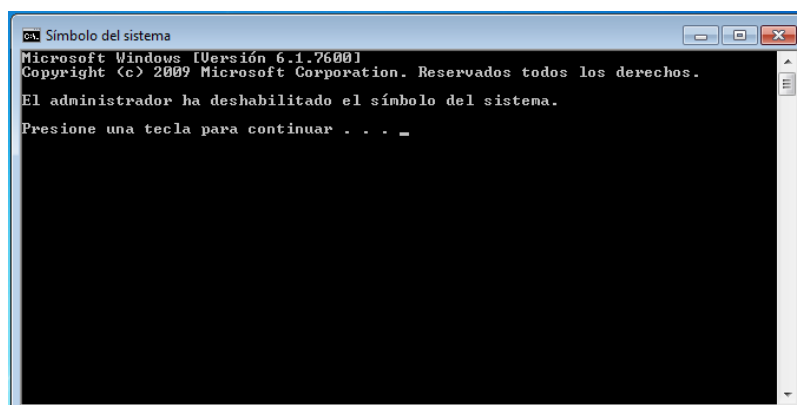 Símbolo del sistema
Microsoft Windows [Versión 6.1.7600]
Copyright (c) 2009 Microsoft Corporation. Reservados todos los derechos.
El administrador ha deshabilitado el símbolo del sistema.
Presione una tecla para continuar . . . _